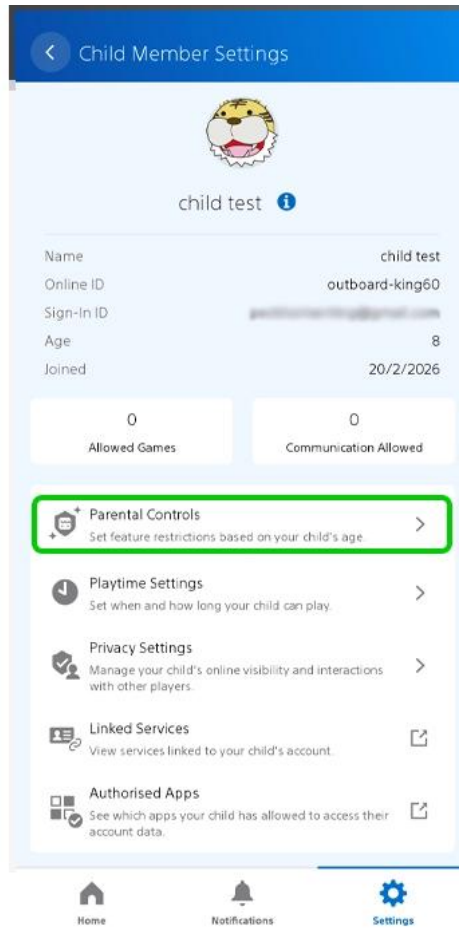 Child Member Settings
child test
Name child test
Online ID outboard-king60
Sign-In ID
Age 8
Joined 20/2/2026
0 0
Allowed Games Communication Allowed
Parental Controls
Set feature restrictions based on your child's age.
Playtime Settings
Set when and how long your child can play.
Privacy Settings
Manage your child's online visibility and interactions
with other players.
Linked Services
View services linked to your child's account.
Authorised Apps
See which apps your child has allowed to access their
account data.
Home Notifications Settings